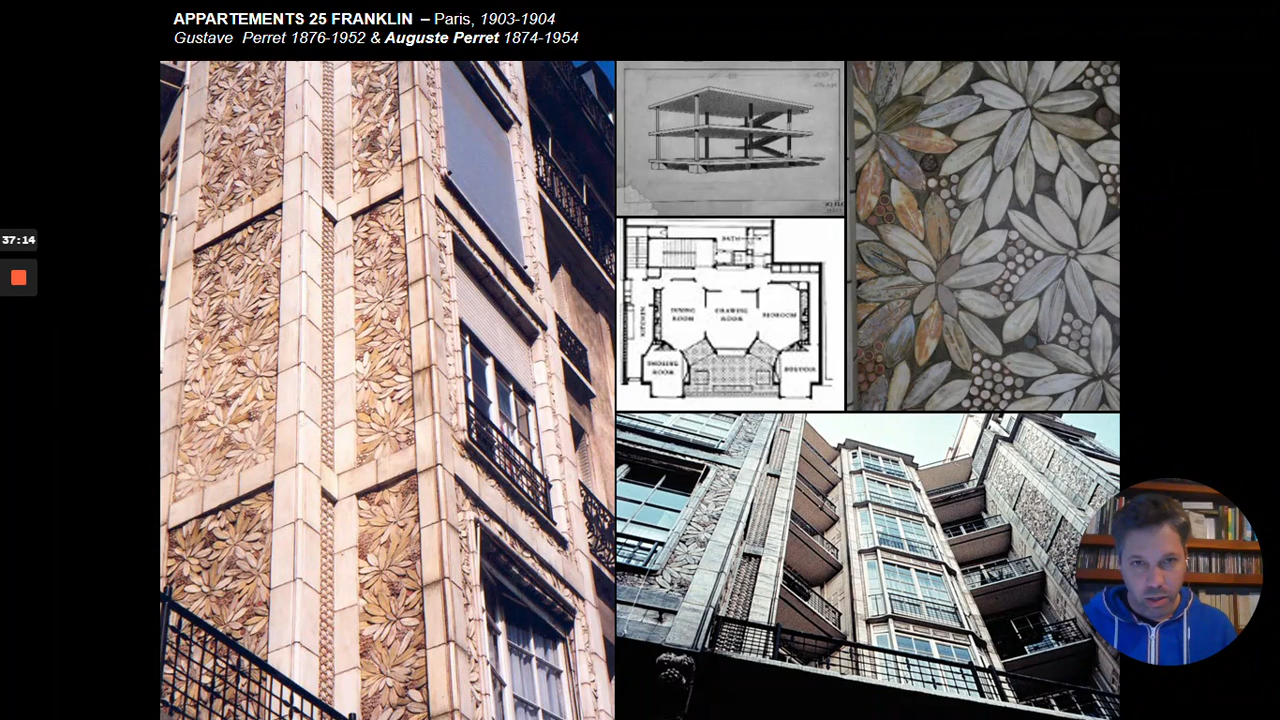 APPARTEMENTS 25 FRANKLIN – Paris, 1903-1904
Gustave Perret 1876-1952 & Auguste Perret 1874-1954
37:14
BATH
DINING ROOM
DRAWING ROOM
BEDROOM
KITCHEN
SMOKING ROOM
BOUDOIR